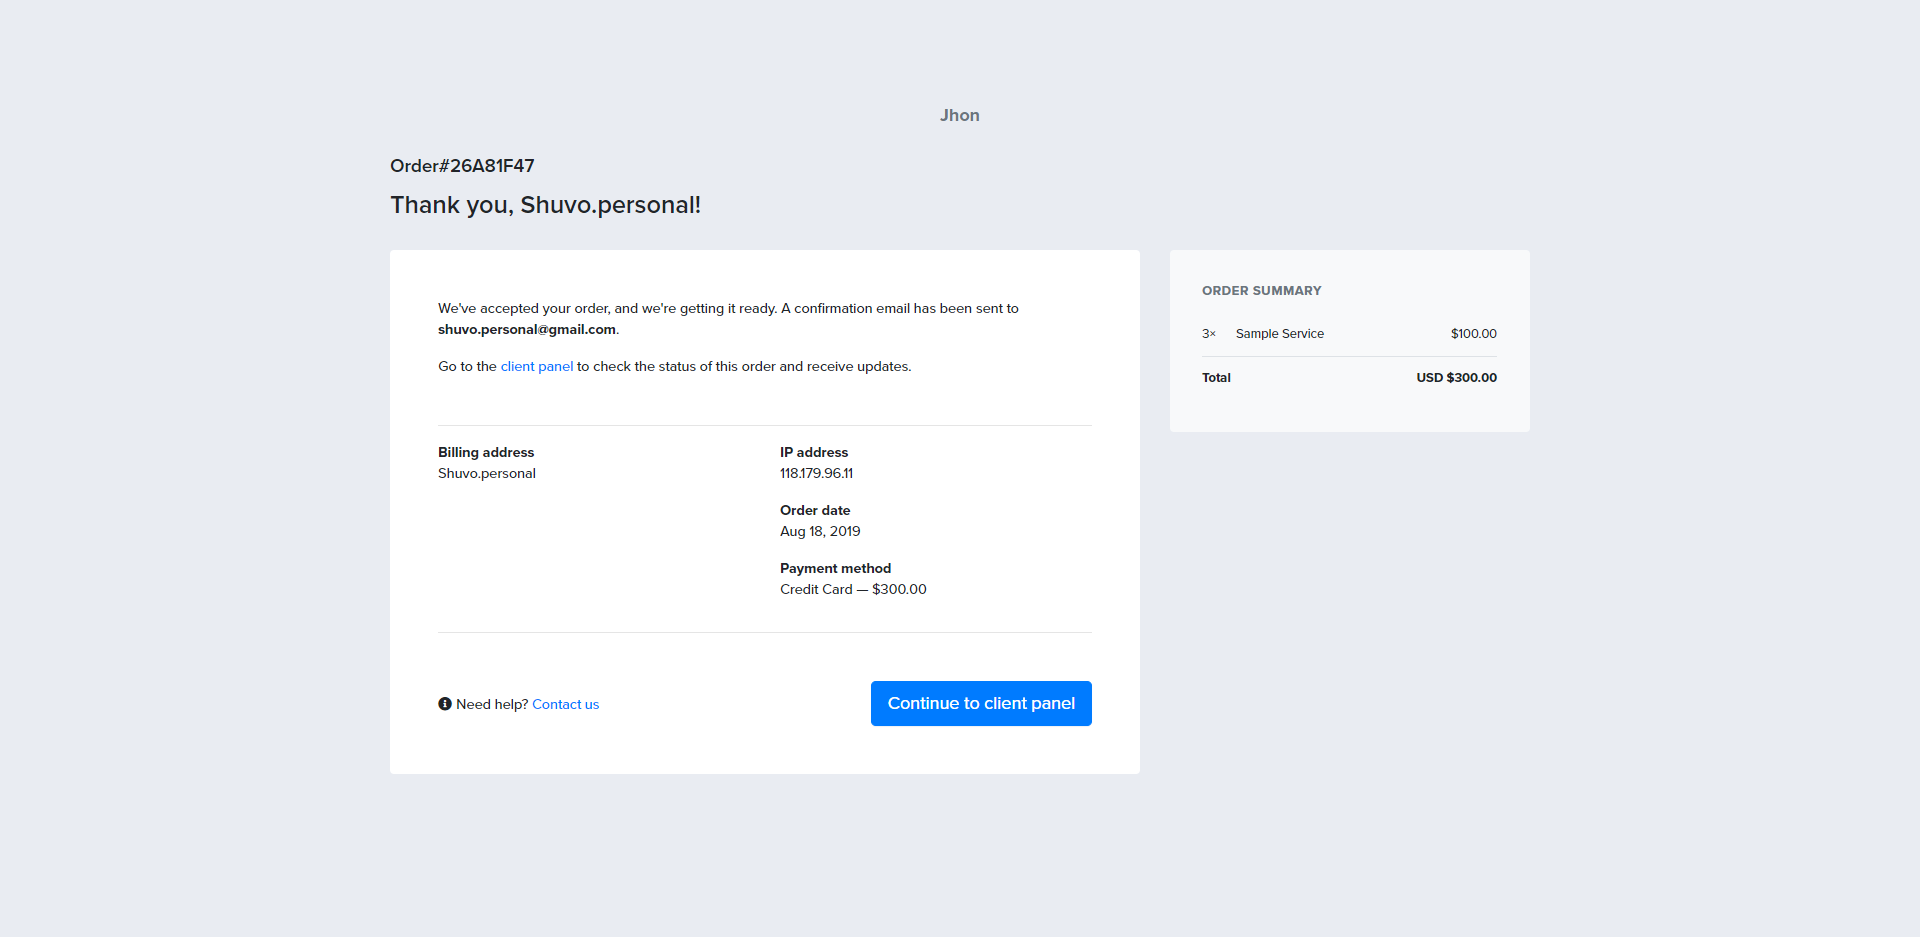 Jhon
Order#26A81F47
Thank you, Shuvo.personal!
We've accepted your order, and we're getting it ready. A confirmation email has been sent to
shuvo.personal@gmail.com.
Go to the client panel to check the status of this order and receive updates.
Billing address
Shuvo.personal
IP address
118.179.96.11
Order date
Aug 18, 2019
Payment method
Credit Card — $300.00
Need help? Contact us
Continue to client panel
ORDER SUMMARY
3× Sample Service $100.00
Total USD $300.00